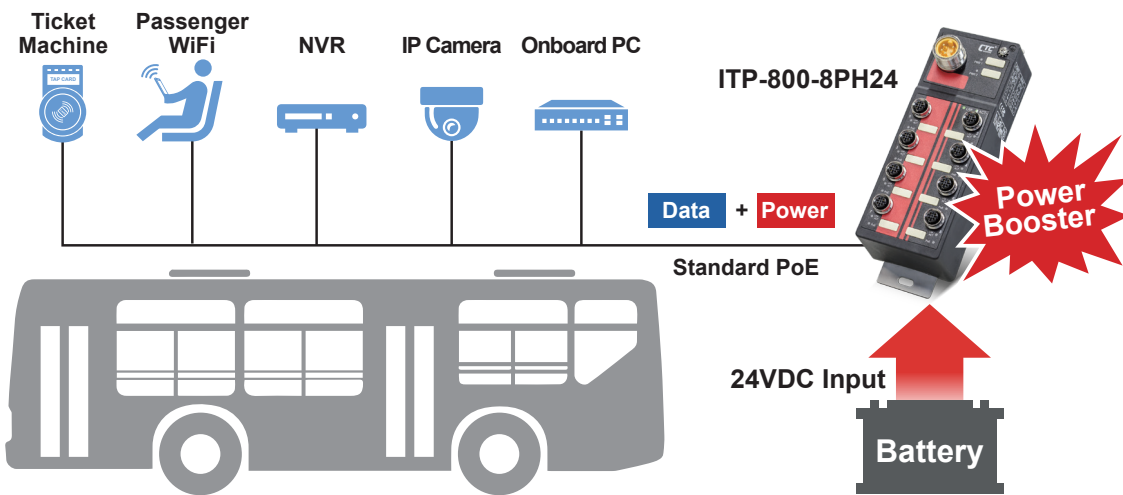 Ticket
Machine
Passenger
WiFi
NVR
IP Camera
Onboard PC
TAP CARD
ITP-800-8PH24
CTC
Data + Power
Standard PoE
Power
Booster
24VDC Input
Battery